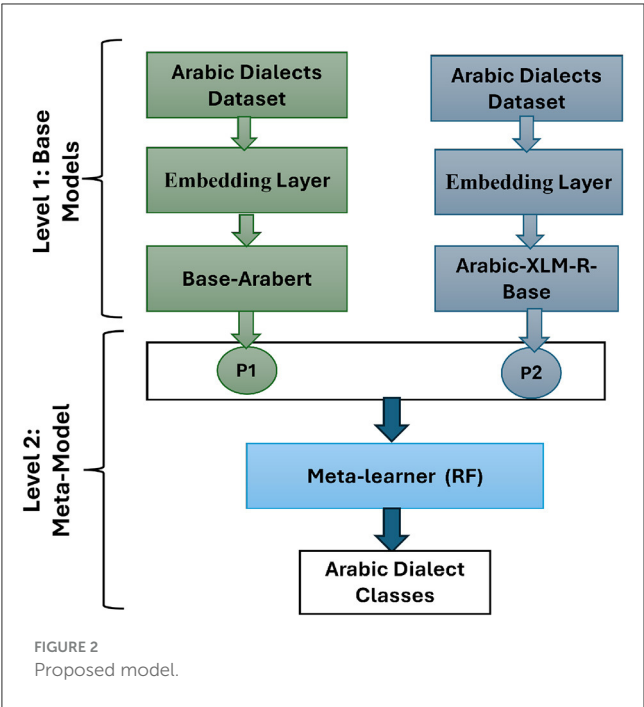 Level 1: Base
Models
Arabic Dialects
Dataset
Embedding Layer
Base-Arabert
Arabic Dialects
Dataset
Embedding Layer
Arabic-XLM-R-
Base
Level 2:
Meta-Model
P1
P2
Meta-learner (RF)
Arabic Dialect
Classes
FIGURE 2
Proposed model.